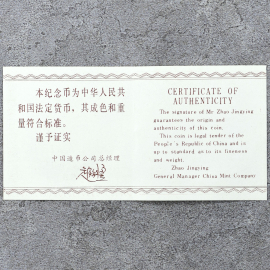 本纪念币为中华人民共
和国法定货币，其成色和重
量符合标准。
谨予证实
中国造币公司总经理
CERTIFICATE OF
AUTHENTICITY
The signature of Mr Zhao Jingying
guarantees the origin and
authenticity of this coin.
This coin is legal tender of the
People's Republic of China and is
up to standard as to its fineness
and weight.
Zhao Jingying
General Manager China Mint Company